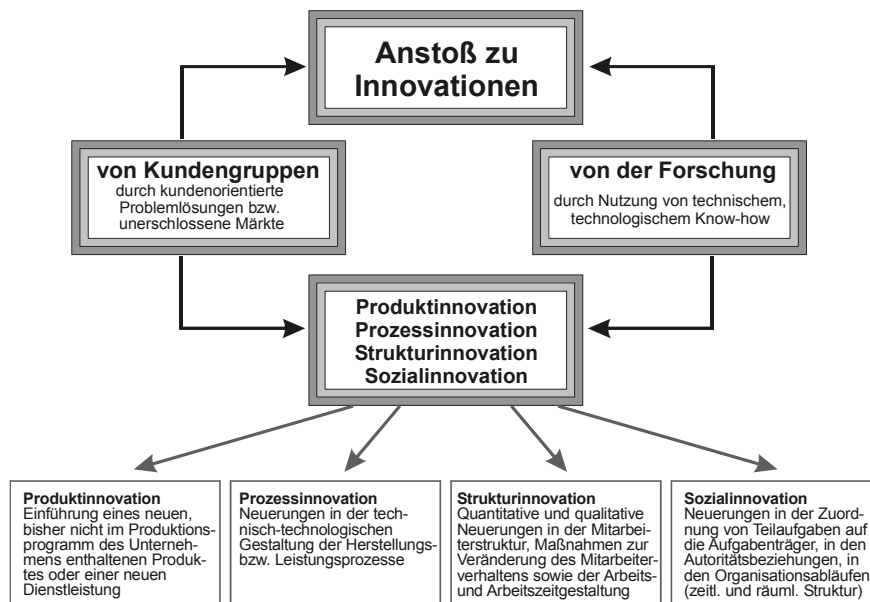 Anstoß zu
Innovationen
von Kundengruppen
durch kundenorientierte
Problemlösungen bzw.
unerschlossene Märkte
von der Forschung
durch Nutzung von technischem,
technologischem Know-how
Produktinnovation
Prozessinnovation
Strukturinnovation
Sozialinnovation
Produktinnovation
Einführung eines neuen,
bisher nicht im Produktions-
programm des Unterneh-
mens enthaltenen Produk-
tes oder einer neuen
Dienstleistung
Prozessinnovation
Neuerungen in der tech-
nisch-technologischen
Gestaltung der Herstellungs-
bzw. Leistungsprozesse
Strukturinnovation
Quantitative und qualitative
Neuerungen in der Mitarbei-
terstruktur, Maßnahmen zur
Veränderung des Mitarbeiter-
verhaltens sowie der Arbeits-
und Arbeitszeitgestaltung
Sozialinnovation
Neuerungen in der Zuord-
nung von Teilaufgaben auf
die Aufgabenträger, in den
Autoritätsbeziehungen, in
den Organisationsabläufen
(zeitl. und räuml. Struktur)